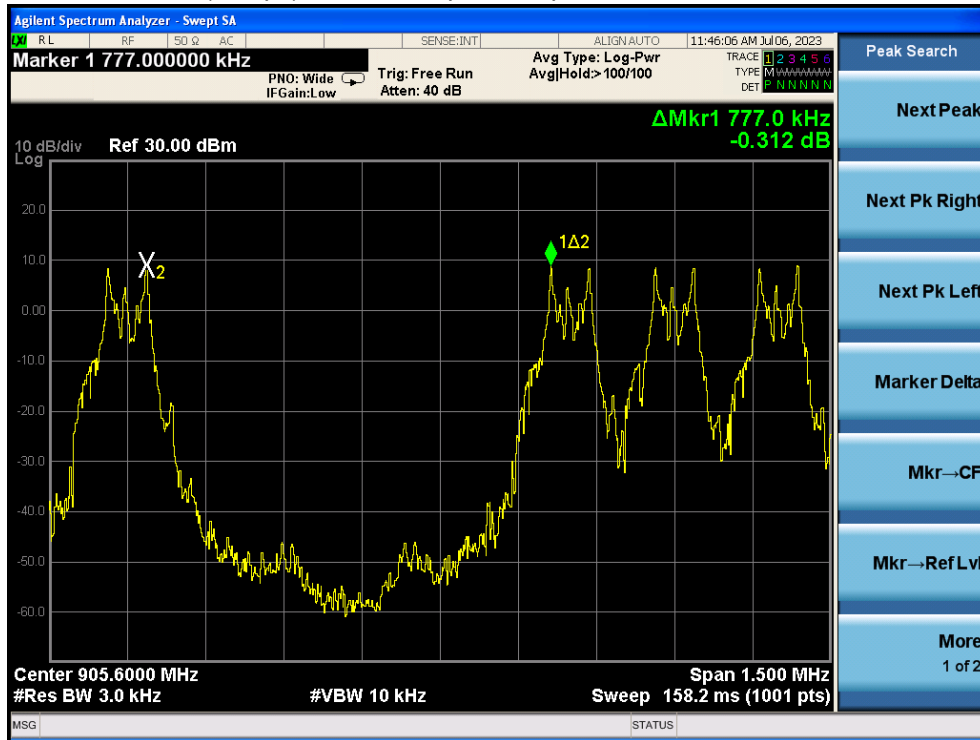 Agilent Spectrum Analyzer - Swept SA
LXI RL RF 50 Ω AC SENSE:INT ALIGN AUTO 11:46:06 AM Jul 06, 2023
Marker 1 777.000000 kHz
PNO: Wide
IFGain:Low
Trig: Free Run
Atten: 40 dB
Avg Type: Log-Pwr
Avg|Hold:>100/100
TRACE 1 2 3 4 5 6
TYPE M
DET P N N N N N
ΔMkr1 777.0 kHz
-0.312 dB
10 dB/div Ref 30.00 dBm
Log
20.0
10.0
0.00
-10.0
-20.0
-30.0
-40.0
-50.0
-60.0
2
1Δ2
Center 905.6000 MHz Span 1.500 MHz
#Res BW 3.0 kHz #VBW 10 kHz Sweep 158.2 ms (1001 pts)
MSG STATUS
Peak Search
Next Peak
Next Pk Right
Next Pk Left
Marker Delta
Mkr→CF
Mkr→Ref Lvl
More
1 of 2